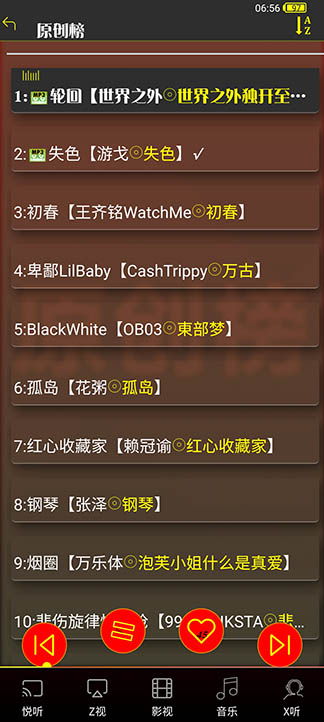 06:56 97
原创榜
A
Z
1: MP3 轮回【世界之外◎世界之外独开至…
2: MP3 失色【游戈◎失色】✓
3:初春【王齐铭WatchMe◎初春】
4:卑鄙LilBaby【CashTrippy◎万古】
5:BlackWhite【OB03◎東部梦】
6:孤岛【花粥◎孤岛】
7:红心收藏家【赖冠谕◎红心收藏家】
8:钢琴【张泽◎钢琴】
9:烟圈【万乐体◎泡芙小姐什么是真爱】
10:悲伤旋律【99 IKSTA◎悲…
悦听
Z视
影视
音乐
X听